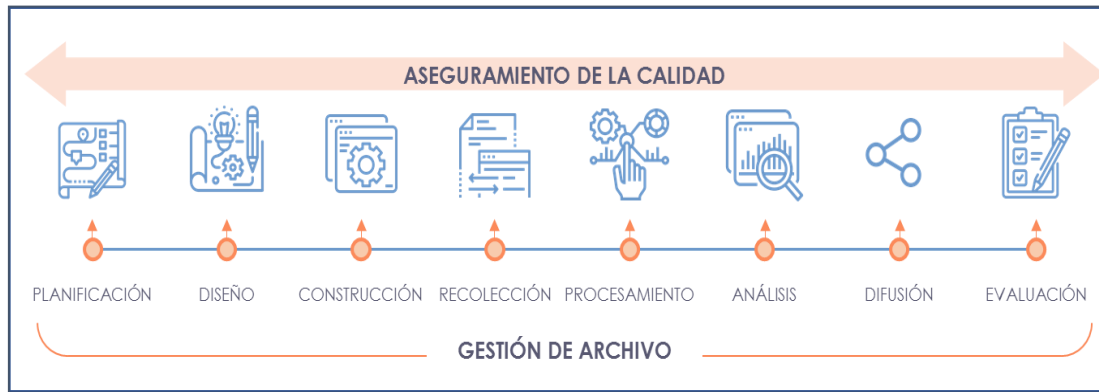 ASEGURAMIENTO DE LA CALIDAD
PLANIFICACIÓN DISEÑO CONSTRUCCIÓN RECOLECCIÓN PROCESAMIENTO ANÁLISIS DIFUSIÓN EVALUACIÓN
GESTIÓN DE ARCHIVO